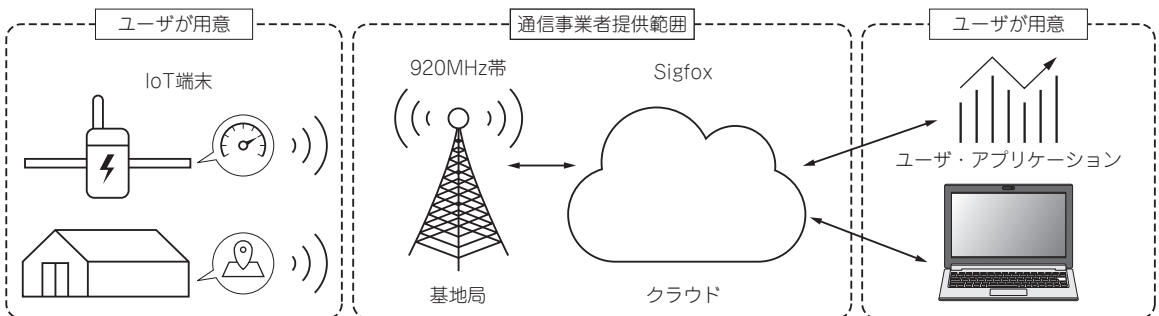 ユーザが用意
IoT端末
通信事業者提供範囲
920MHz帯
Sigfox
基地局
クラウド
ユーザが用意
ユーザ・アプリケーション